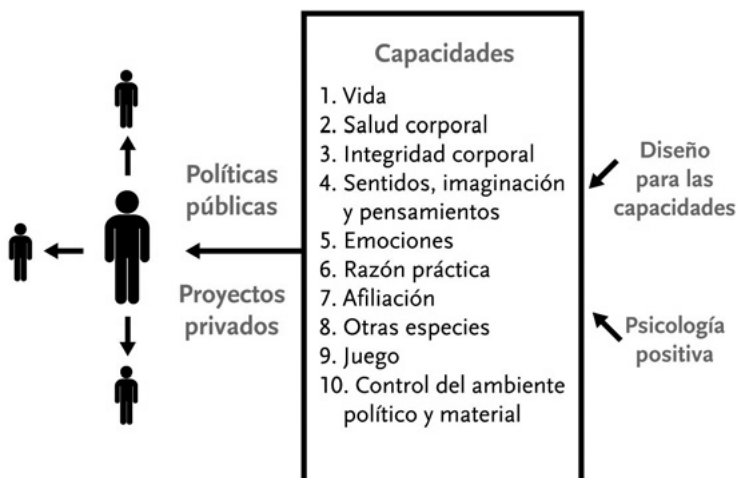 Políticas
públicas
Proyectos
privados
Capacidades
1. Vida
2. Salud corporal
3. Integridad corporal
4. Sentidos, imaginación
y pensamientos
5. Emociones
6. Razón práctica
7. Afiliación
8. Otras especies
9. Juego
10. Control del ambiente
político y material
Diseño
para las
capacidades
Psicología
positiva